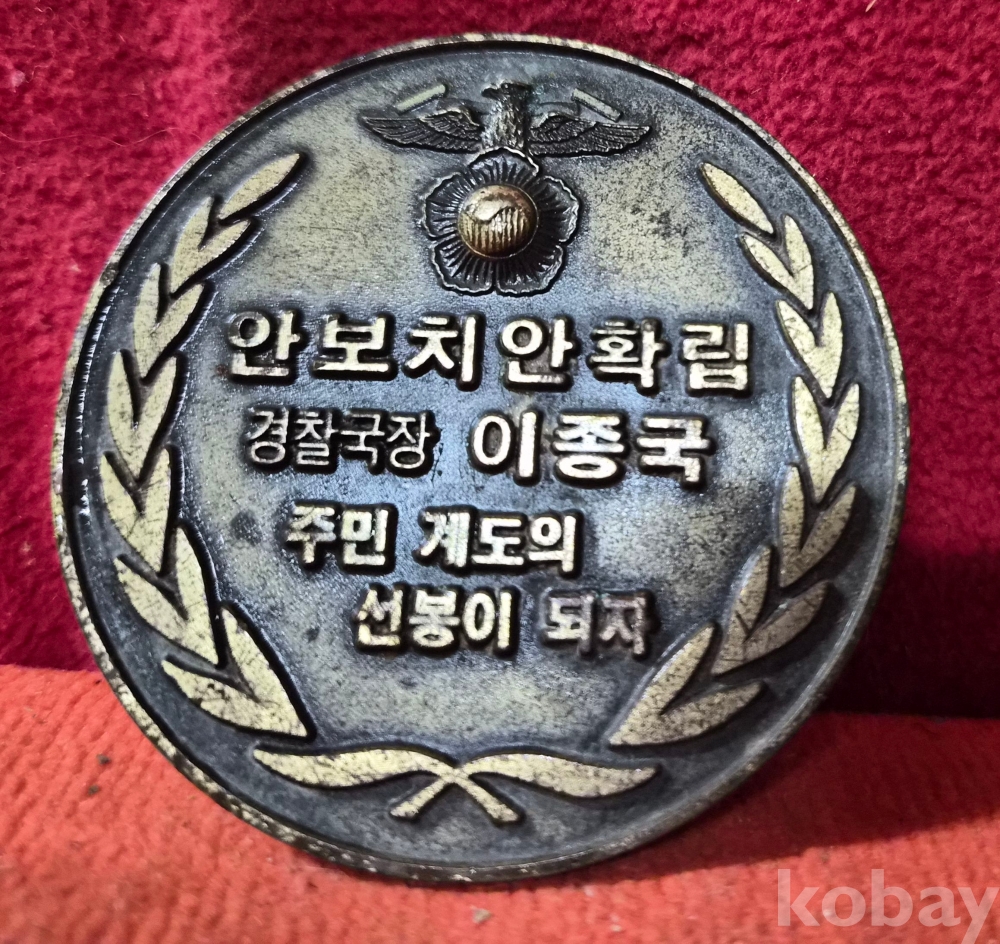 안보치안확립
경찰국장 이종국
주민 계도의
선봉이 되자
kobay